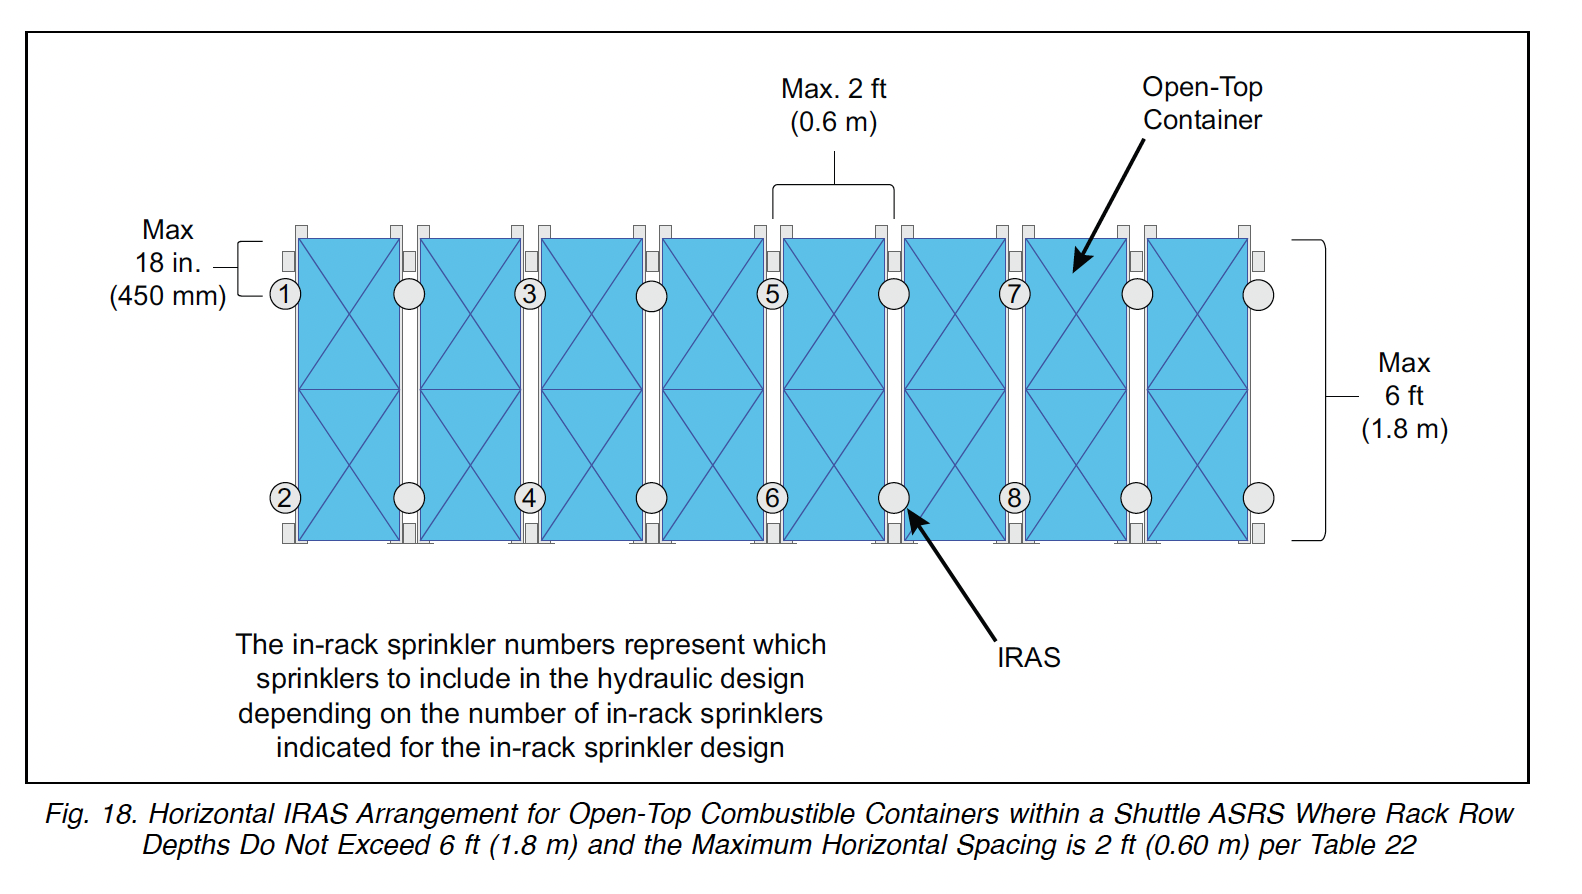 Max. 2 ft
(0.6 m)
Open-Top
Container
Max
18 in.
(450 mm)
1
3
5
7
Max
6 ft
(1.8 m)
2
4
6
8
IRAS
The in-rack sprinkler numbers represent which
sprinklers to include in the hydraulic design
depending on the number of in-rack sprinklers
indicated for the in-rack sprinkler design
Fig. 18. Horizontal IRAS Arrangement for Open-Top Combustible Containers within a Shuttle ASRS Where Rack Row
Depths Do Not Exceed 6 ft (1.8 m) and the Maximum Horizontal Spacing is 2 ft (0.60 m) per Table 22